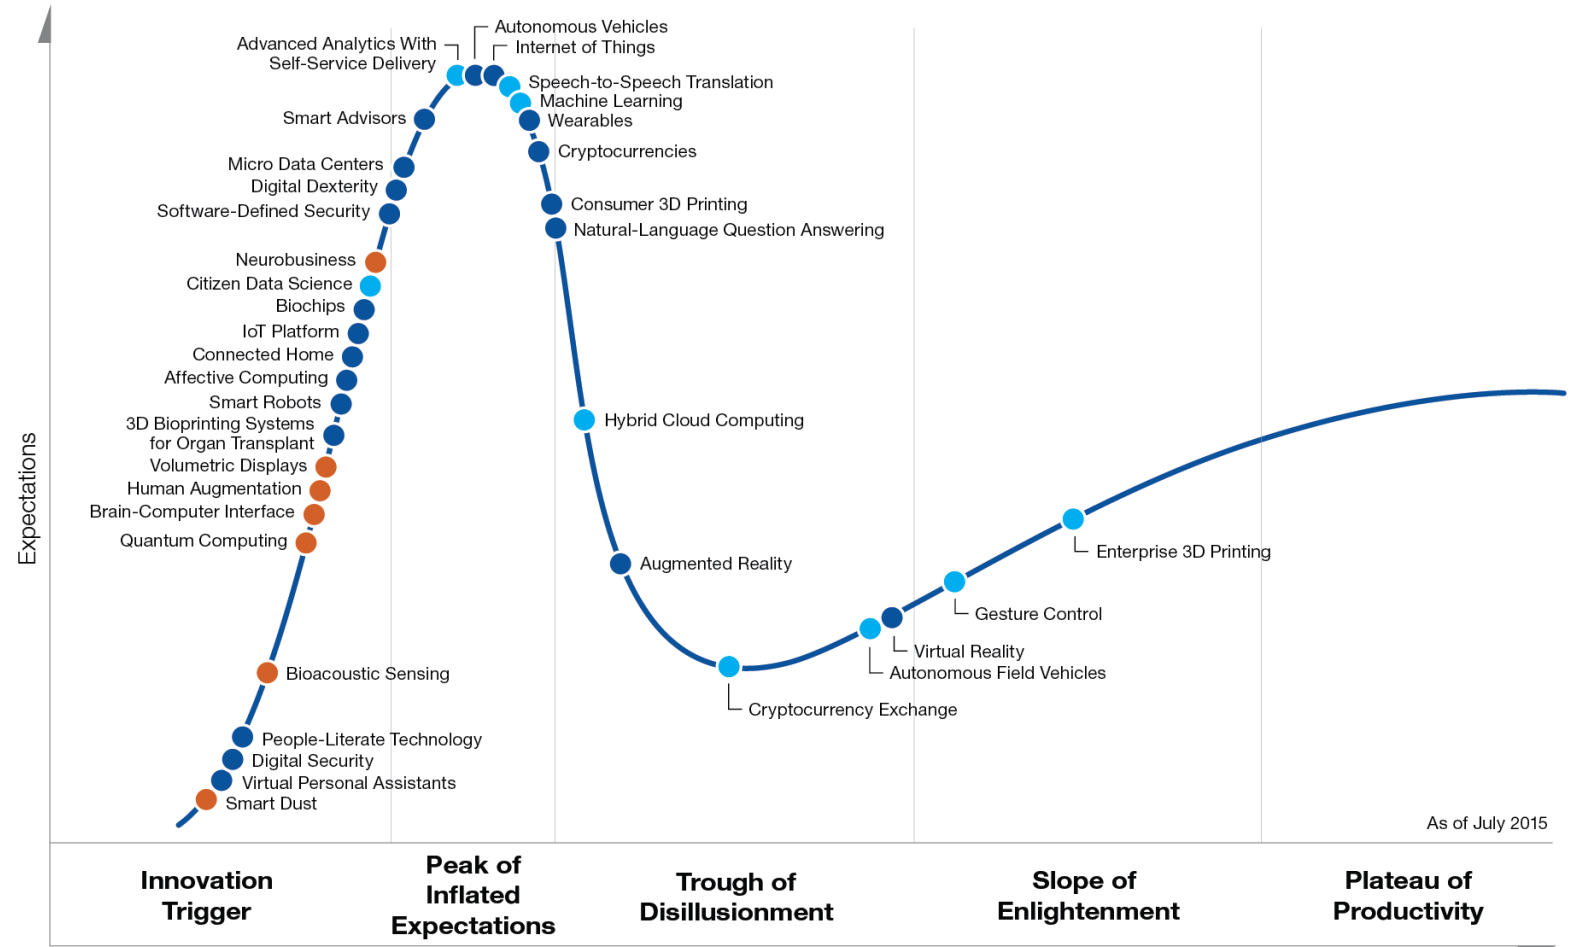 Autonomous Vehicles
Advanced Analytics With
Self-Service Delivery
Internet of Things
Speech-to-Speech Translation
Machine Learning
Smart Advisors
Wearables
Cryptocurrencies
Micro Data Centers
Digital Dexterity
Software-Defined Security
Consumer 3D Printing
Natural-Language Question Answering
Neurobusiness
Citizen Data Science
Biochips
IoT Platform
Connected Home
Affective Computing
Smart Robots
3D Bioprinting Systems
for Organ Transplant
Hybrid Cloud Computing
Volumetric Displays
Human Augmentation
Brain-Computer Interface
Quantum Computing
Expectations
Enterprise 3D Printing
Augmented Reality
Gesture Control
Virtual Reality
Autonomous Field Vehicles
Bioacoustic Sensing
Cryptocurrency Exchange
People-Literate Technology
Digital Security
Virtual Personal Assistants
Smart Dust
As of July 2015
Innovation
Trigger
Peak of
Inflated
Expectations
Trough of
Disillusionment
Slope of
Enlightenment
Plateau of
Productivity